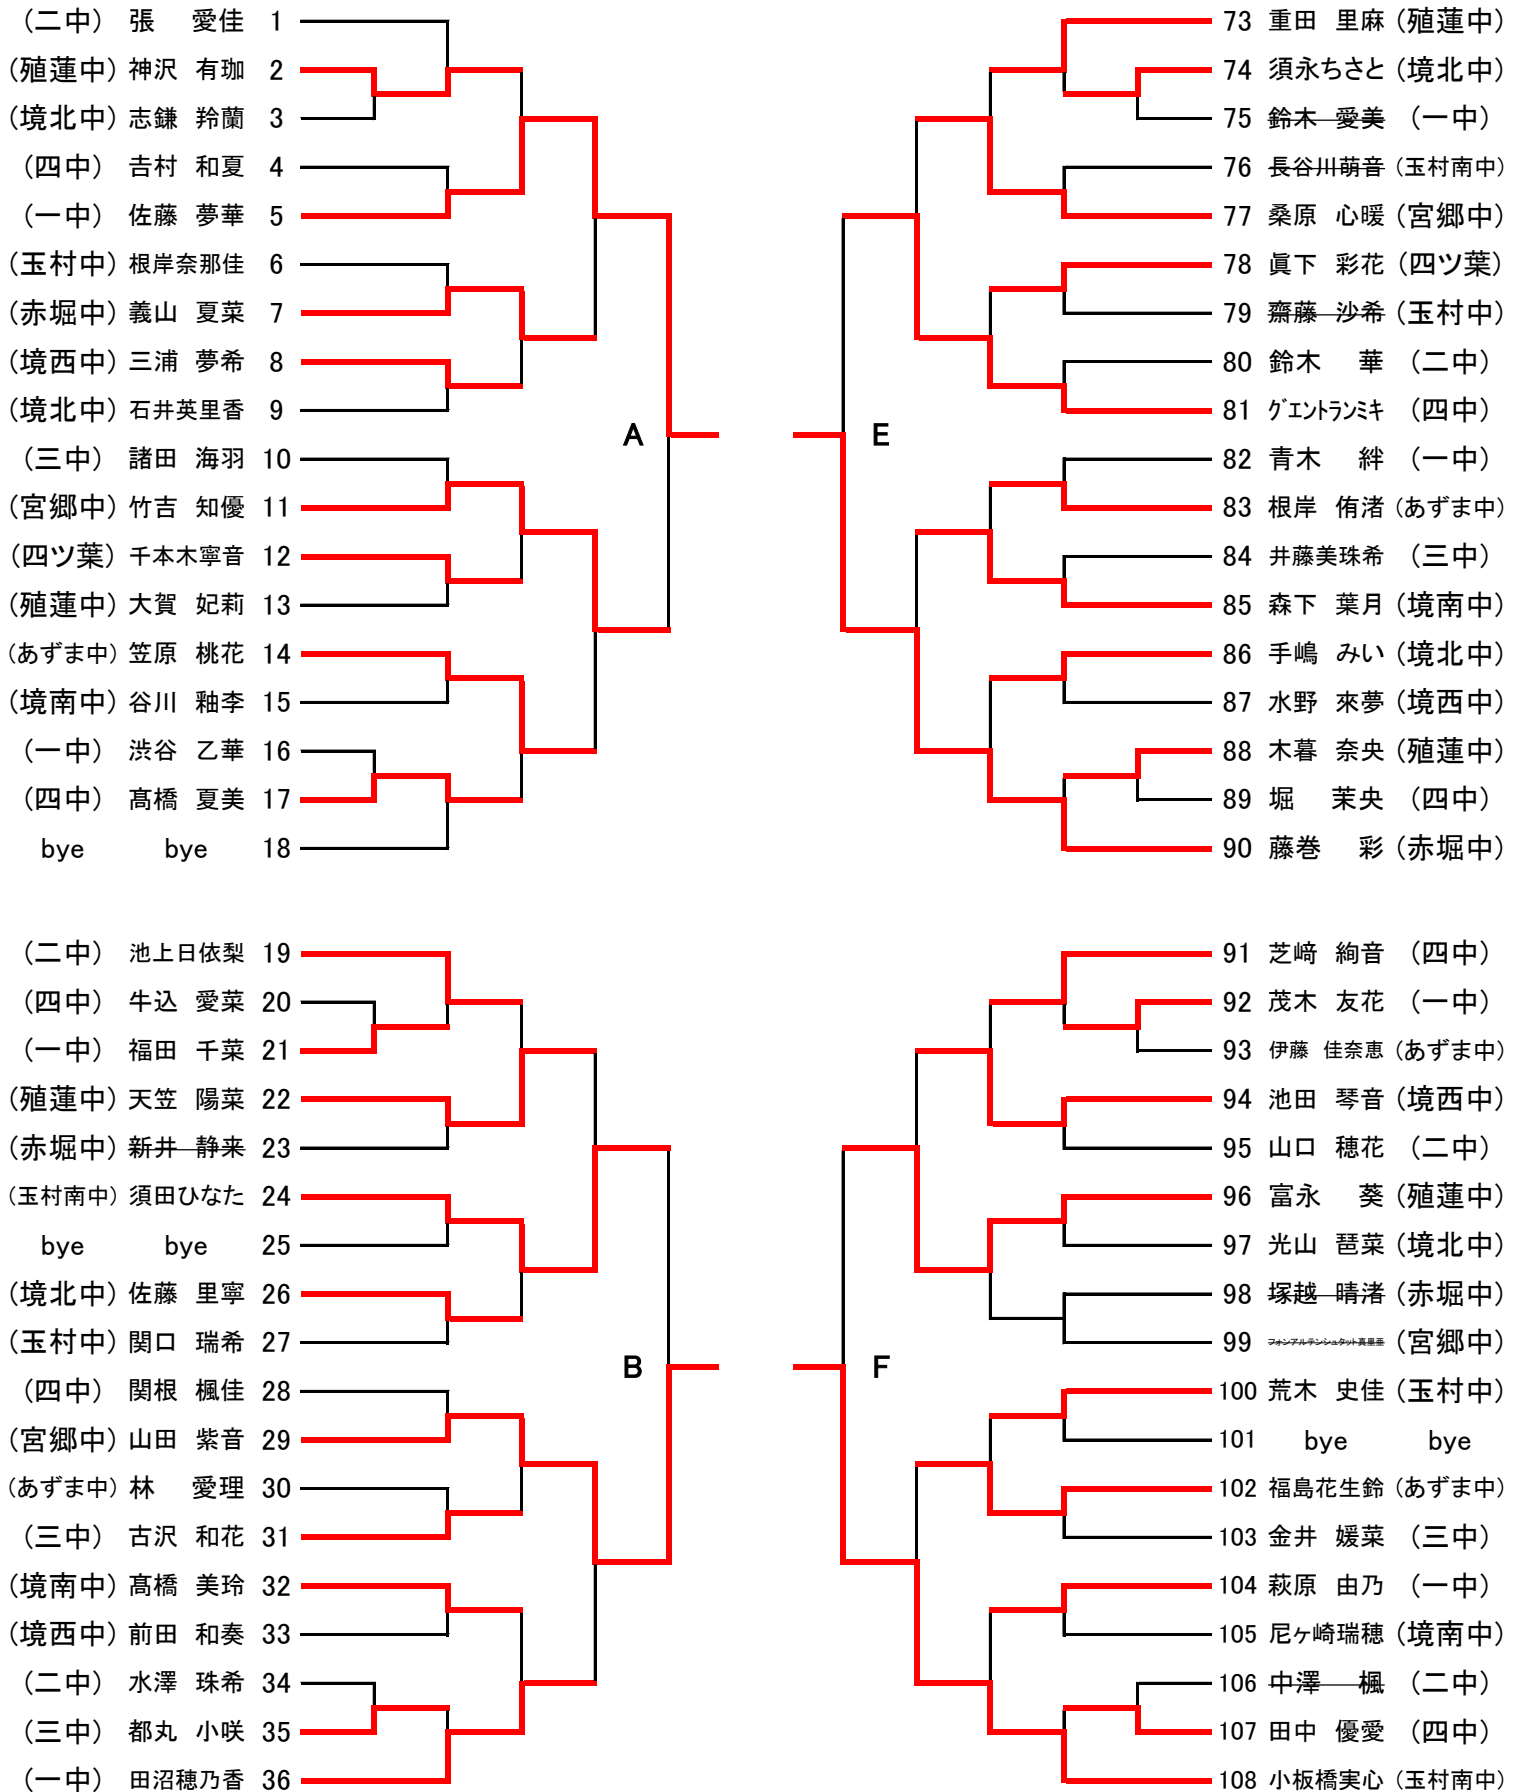 (二中) 張 愛佳 1
(殖蓮中) 神沢 有珈 2
(境北中) 志鎌 羚蘭 3
(四中) 吉村 和夏 4
(一中) 佐藤 夢華 5
(玉村中) 根岸奈那佳 6
(赤堀中) 義山 夏菜 7
(境西中) 三浦 夢希 8
(境北中) 石井英里香 9
(三中) 諸田 海羽 10
(宮郷中) 竹吉 知優 11
(四ツ葉) 千本木寧音 12
(殖蓮中) 大賀 妃莉 13
(あずま中) 笠原 桃花 14
(境南中) 谷川 釉李 15
(一中) 渋谷 乙華 16
(四中) 髙橋 夏美 17
bye bye 18
A
73 重田 里麻 (殖蓮中)
74 須永ちさと (境北中)
75 鈴木 愛美 (一中)
76 長谷川萌音 (玉村南中)
77 桑原 心暖 (宮郷中)
78 眞下 彩花 (四ツ葉)
79 齋藤 沙希 (玉村中)
80 鈴木 華 (二中)
81 グエントランミキ (四中)
82 青木 絆 (一中)
83 根岸 侑渚 (あずま中)
84 井藤美珠希 (三中)
85 森下 葉月 (境南中)
86 手嶋 みい (境北中)
87 水野 來夢 (境西中)
88 木暮 奈央 (殖蓮中)
89 堀 茉央 (四中)
90 藤巻 彩 (赤堀中)
E
(二中) 池上日依梨 19
(四中) 牛込 愛菜 20
(一中) 福田 千菜 21
(殖蓮中) 天笠 陽菜 22
(赤堀中) 新井 静来 23
(玉村南中) 須田ひなた 24
bye bye 25
(境北中) 佐藤 里寧 26
(玉村中) 関口 瑞希 27
(四中) 関根 楓佳 28
(宮郷中) 山田 紫音 29
(あずま中) 林 愛理 30
(三中) 古沢 和花 31
(境南中) 髙橋 美玲 32
(境西中) 前田 和奏 33
(二中) 水澤 珠希 34
(三中) 都丸 小咲 35
(一中) 田沼穂乃香 36
B
91 芝﨑 絢音 (四中)
92 茂木 友花 (一中)
93 伊藤 佳奈恵 (あずま中)
94 池田 琴音 (境西中)
95 山口 穂花 (二中)
96 富永 葵 (殖蓮中)
97 光山 琶菜 (境北中)
98 塚越 晴渚 (赤堀中)
99 フォンアルテンシュタット真里亜 (宮郷中)
100 荒木 史佳 (玉村中)
101 bye bye
102 福島花生鈴 (あずま中)
103 金井 媛菜 (三中)
104 萩原 由乃 (一中)
105 尼ヶ崎瑞穂 (境南中)
106 中澤 楓 (二中)
107 田中 優愛 (四中)
108 小板橋実心 (玉村南中)
F